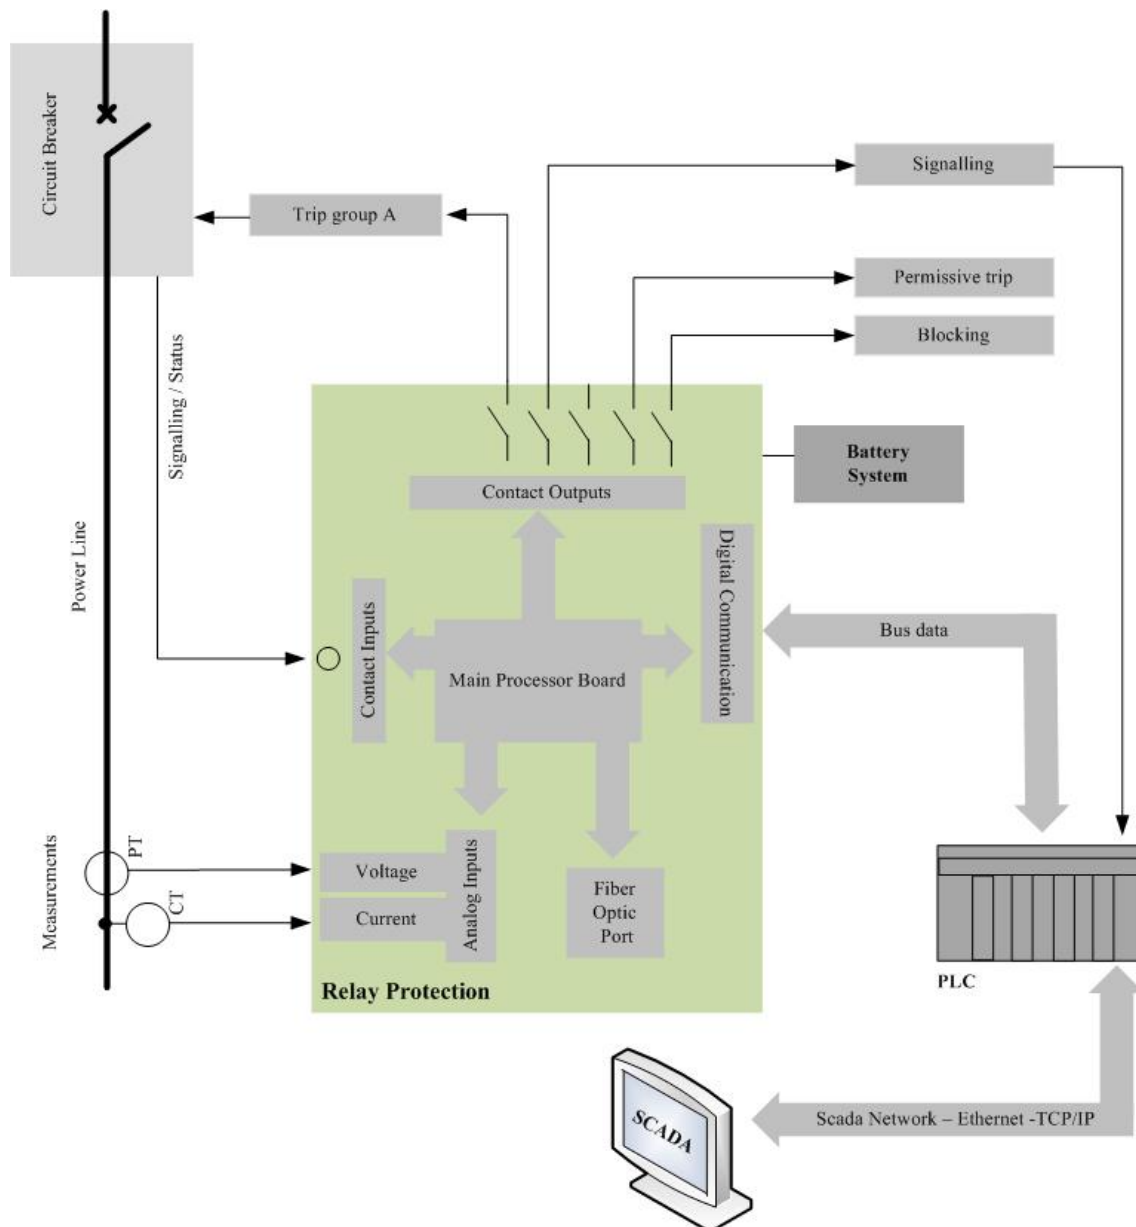 Circuit Breaker
Signalling
Trip group A
Permissive trip
Blocking
Signalling / Status
Battery
System
Contact Outputs
Digital Communication
Power Line
Bus data
Contact Inputs
Main Processor Board
Measurements
PT
CT
Voltage
Current
Analog Inputs
Fiber
Optic
Port
Relay Protection
PLC
SCADA
Scada Network – Ethernet -TCP/IP